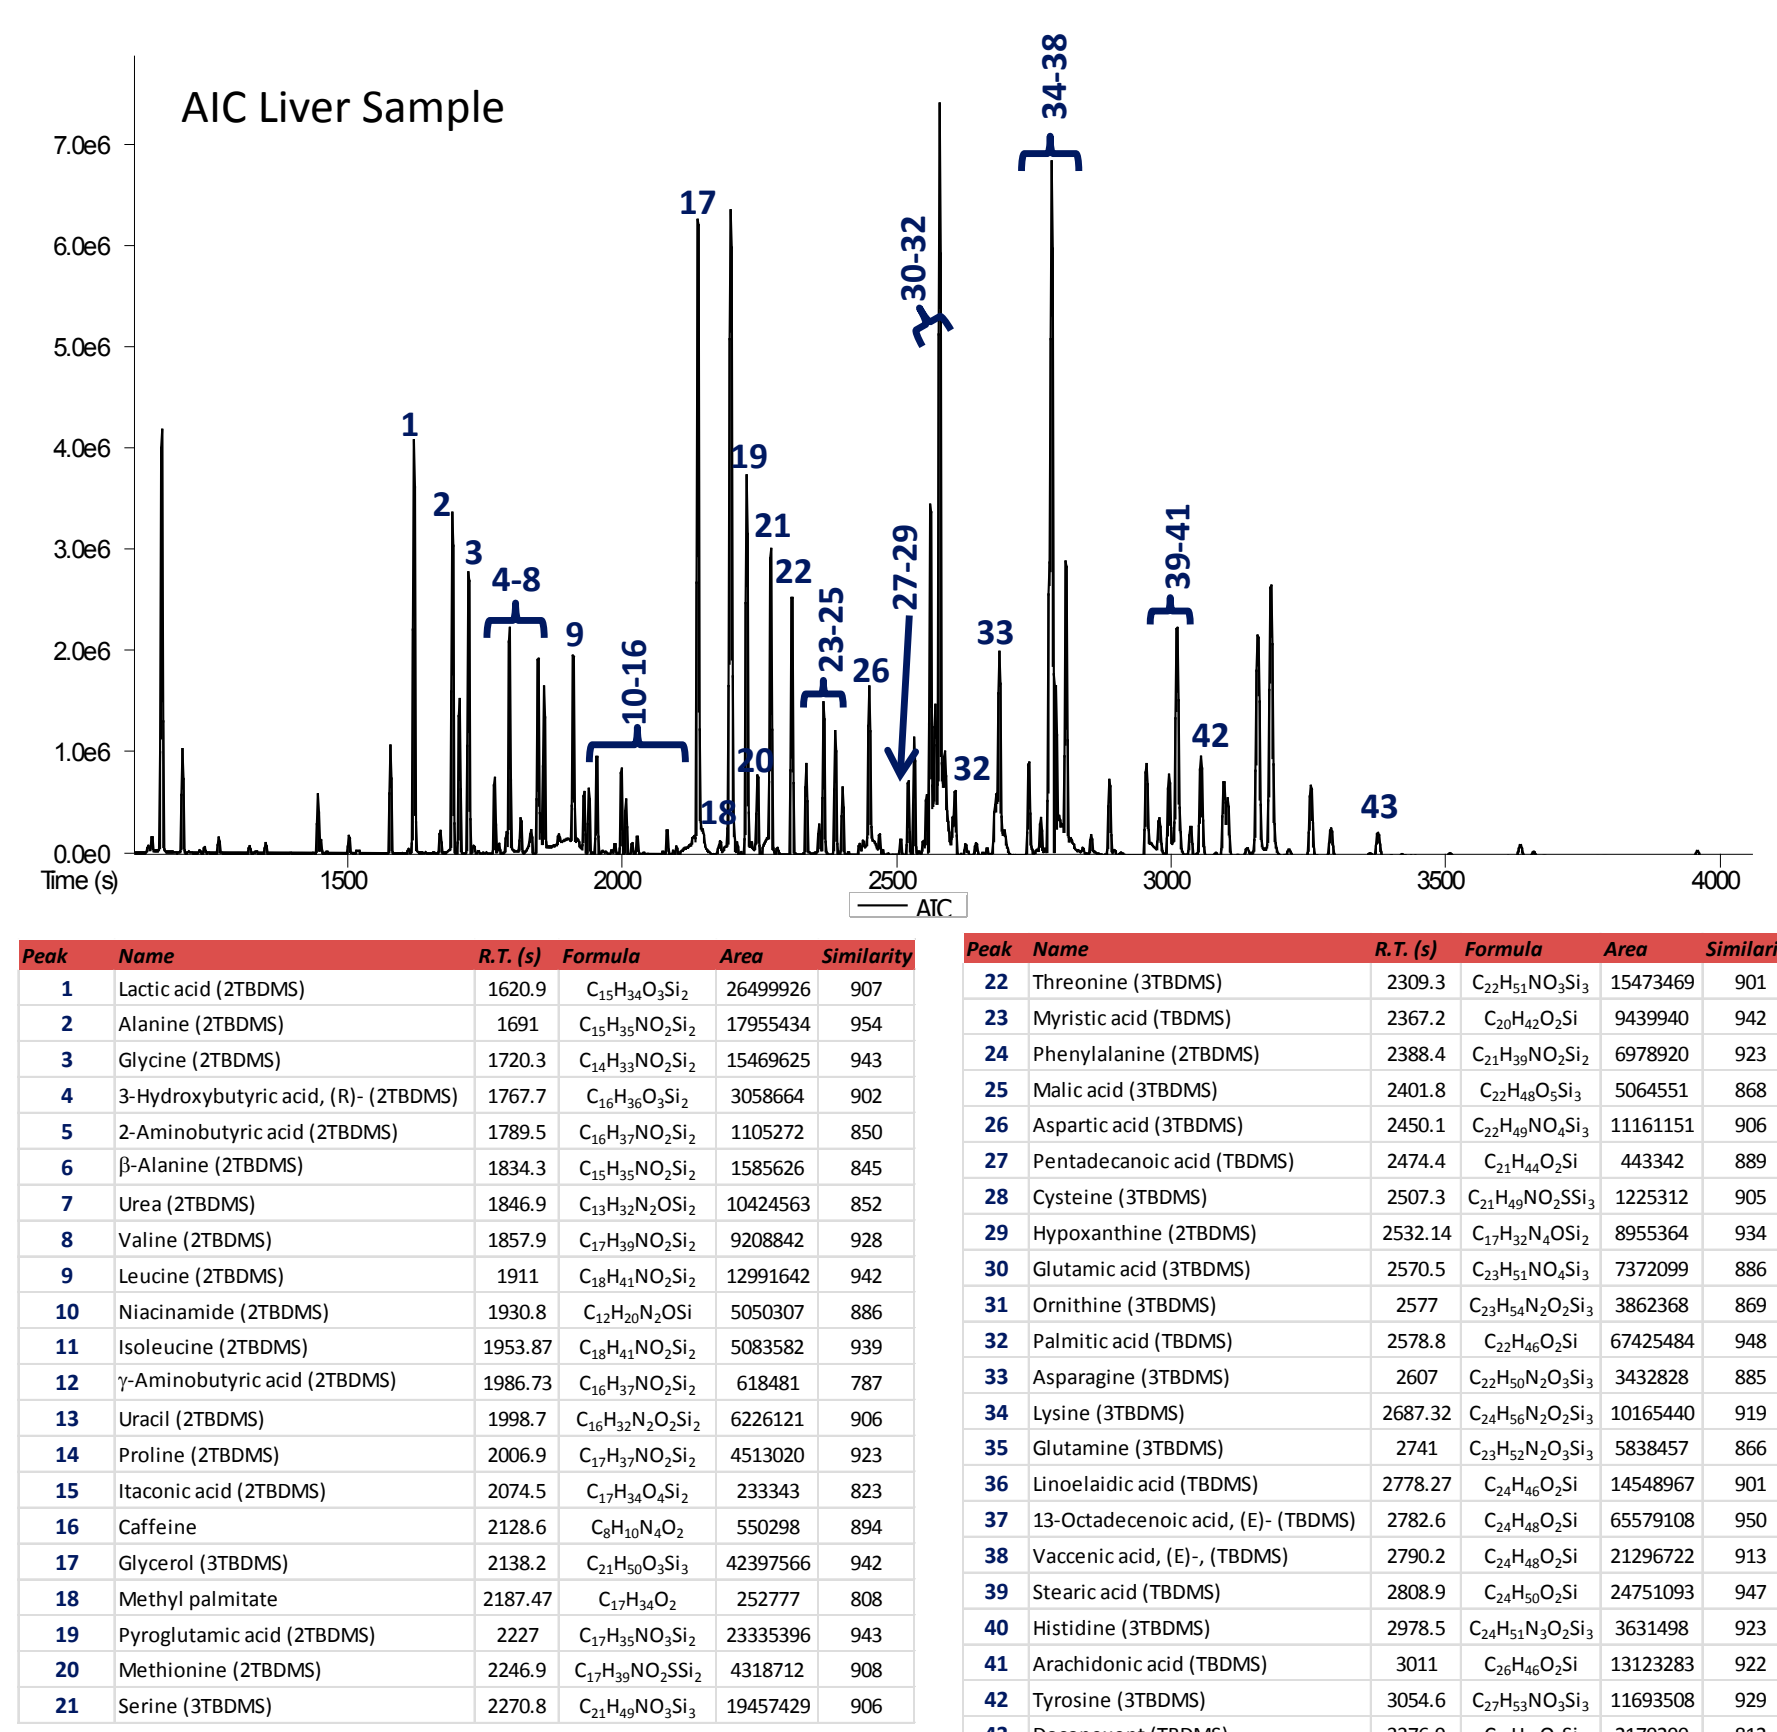 AIC Liver Sample
34-38
7.0e6
17
6.0e6
30-32
5.0e6
1
4.0e6
19
2
21
3.0e6
3
4-8
22
27-29
39-41
23-25
9
33
2.0e6
10-16
26
42
1.0e6
20
32
18
43
0.0e0
Time (s) 1500 2000 2500 3000 3500 4000
AIC
Peak Name R.T. (s) Formula Area Similarity
1 Lactic acid (2TBDMS) 1620.9 C₁₅H₃₄O₃Si₂ 26499926 907
2 Alanine (2TBDMS) 1691 C₁₅H₃₅NO₂Si₂ 17955434 954
3 Glycine (2TBDMS) 1720.3 C₁₄H₃₃NO₂Si₂ 15469625 943
4 3-Hydroxybutyric acid, (R)- (2TBDMS) 1767.7 C₁₆H₃₆O₃Si₂ 3058664 902
5 2-Aminobutyric acid (2TBDMS) 1789.5 C₁₆H₃₇NO₂Si₂ 1105272 850
6 β-Alanine (2TBDMS) 1834.3 C₁₅H₃₅NO₂Si₂ 1585626 845
7 Urea (2TBDMS) 1846.9 C₁₃H₃₂N₂OSi₂ 10424563 852
8 Valine (2TBDMS) 1857.9 C₁₇H₃₉NO₂Si₂ 9208842 928
9 Leucine (2TBDMS) 1911 C₁₈H₄₁NO₂Si₂ 12991642 942
10 Niacinamide (2TBDMS) 1930.8 C₁₂H₂₀N₂OSi 5050307 886
11 Isoleucine (2TBDMS) 1953.87 C₁₈H₄₁NO₂Si₂ 5083582 939
12 γ-Aminobutyric acid (2TBDMS) 1986.73 C₁₆H₃₇NO₂Si₂ 618481 787
13 Uracil (2TBDMS) 1998.7 C₁₆H₃₂N₂O₂Si₂ 6226121 906
14 Proline (2TBDMS) 2006.9 C₁₇H₃₇NO₂Si₂ 4513020 923
15 Itaconic acid (2TBDMS) 2074.5 C₁₇H₃₄O₄Si₂ 233343 823
16 Caffeine 2128.6 C₈H₁₀N₄O₂ 550298 894
17 Glycerol (3TBDMS) 2138.2 C₂₁H₅₀O₃Si₃ 42397566 942
18 Methyl palmitate 2187.47 C₁₇H₃₄O₂ 252777 808
19 Pyroglutamic acid (2TBDMS) 2227 C₁₇H₃₅NO₃Si₂ 23335396 943
20 Methionine (2TBDMS) 2246.9 C₁₇H₃₉NO₂SSi₂ 4318712 908
21 Serine (3TBDMS) 2270.8 C₂₁H₄₉NO₃Si₃ 19457429 906
Peak Name R.T. (s) Formula Area Similari
22 Threonine (3TBDMS) 2309.3 C₂₂H₅₁NO₃Si₃ 15473469 901
23 Myristic acid (TBDMS) 2367.2 C₂₀H₄₂O₂Si 9439940 942
24 Phenylalanine (2TBDMS) 2388.4 C₂₁H₃₉NO₂Si₂ 6978920 923
25 Malic acid (3TBDMS) 2401.8 C₂₂H₄₈O₅Si₃ 5064551 868
26 Aspartic acid (3TBDMS) 2450.1 C₂₂H₄₉NO₄Si₃ 11161151 906
27 Pentadecanoic acid (TBDMS) 2474.4 C₂₁H₄₄O₂Si 443342 889
28 Cysteine (3TBDMS) 2507.3 C₂₁H₄₉NO₂SSi₃ 1225312 905
29 Hypoxanthine (2TBDMS) 2532.14 C₁₇H₃₂N₄OSi₂ 8955364 934
30 Glutamic acid (3TBDMS) 2570.5 C₂₃H₅₁NO₄Si₃ 7372099 886
31 Ornithine (3TBDMS) 2577 C₂₃H₅₄N₂O₂Si₃ 3862368 869
32 Palmitic acid (TBDMS) 2578.8 C₂₂H₄₆O₂Si 67425484 948
33 Asparagine (3TBDMS) 2607 C₂₂H₅₀N₂O₃Si₃ 3432828 885
34 Lysine (3TBDMS) 2687.32 C₂₄H₅₆N₂O₂Si₃ 10165440 919
35 Glutamine (3TBDMS) 2741 C₂₃H₅₂N₂O₃Si₃ 5838457 866
36 Linoelaidic acid (TBDMS) 2778.27 C₂₄H₄₆O₂Si 14548967 901
37 13-Octadecenoic acid, (E)- (TBDMS) 2782.6 C₂₄H₄₈O₂Si 65579108 950
38 Vaccenic acid, (E)-, (TBDMS) 2790.2 C₂₄H₄₈O₂Si 21296722 913
39 Stearic acid (TBDMS) 2808.9 C₂₄H₅₀O₂Si 24751093 947
40 Histidine (3TBDMS) 2978.5 C₂₄H₅₁N₃O₂Si₃ 3631498 923
41 Arachidonic acid (TBDMS) 3011 C₂₆H₄₆O₂Si 13123283 922
42 Tyrosine (3TBDMS) 3054.6 C₂₇H₅₃NO₃Si₃ 11693508 929